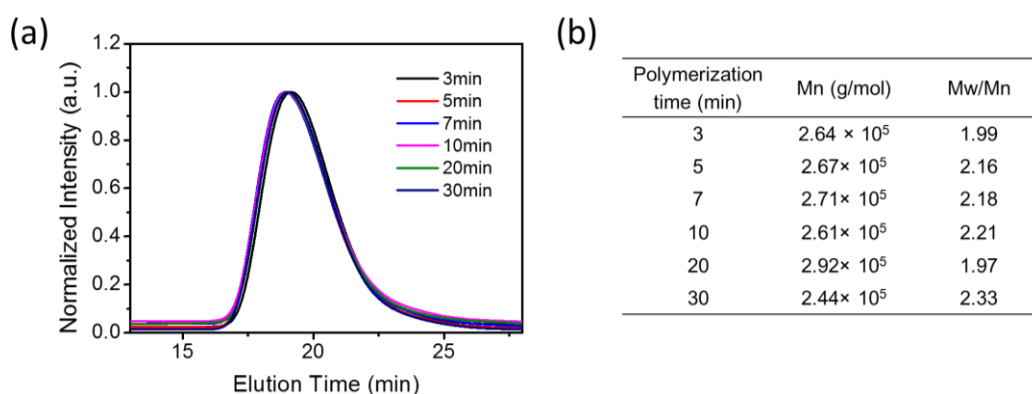 (a)
Normalized Intensity (a.u.)
1.2
1.0
0.8
0.6
0.4
0.2
0.0
3min
5min
7min
10min
20min
30min
15 20 25
Elution Time (min)
(b)
Polymerization time (min) Mn (g/mol) Mw/Mn
3 2.64 × 10⁵ 1.99
5 2.67× 10⁵ 2.16
7 2.71× 10⁵ 2.18
10 2.61× 10⁵ 2.21
20 2.92× 10⁵ 1.97
30 2.44× 10⁵ 2.33